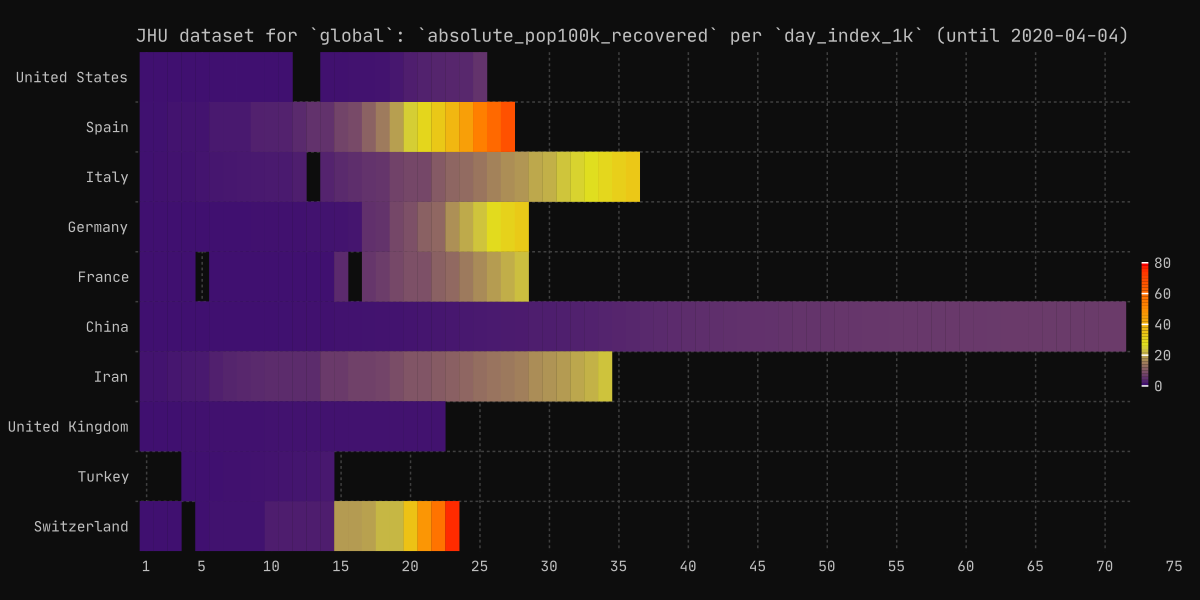 JHU dataset for `global`: `absolute_pop100k_recovered` per `day_index_1k` (until 2020-04-04)
United States
Spain
Italy
Germany
France
China
Iran
United Kingdom
Turkey
Switzerland
80
60
40
20
0
1 5 10 15 20 25 30 35 40 45 50 55 60 65 70 75